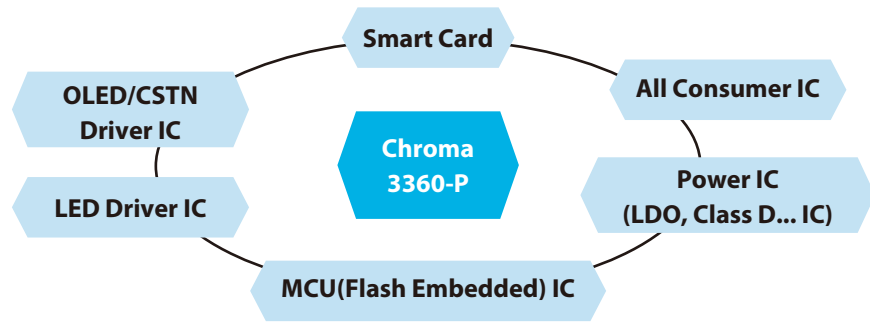 Smart Card
All Consumer IC
OLED/CSTN
Driver IC
Chroma
3360-P
Power IC
(LDO, Class D... IC)
LED Driver IC
MCU(Flash Embedded) IC